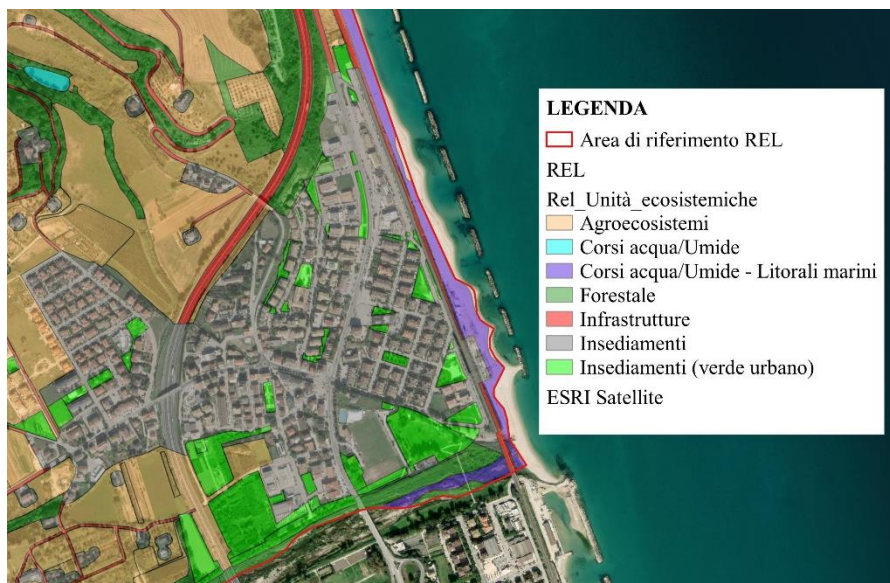 LEGENDA
Area di riferimento REL
REL
Rel_Unità_ecosistemiche
Agroecosistemi
Corsi acqua/Umide
Corsi acqua/Umide - Litorali marini
Forestale
Infrastrutture
Insediamenti
Insediamenti (verde urbano)
ESRI Satellite